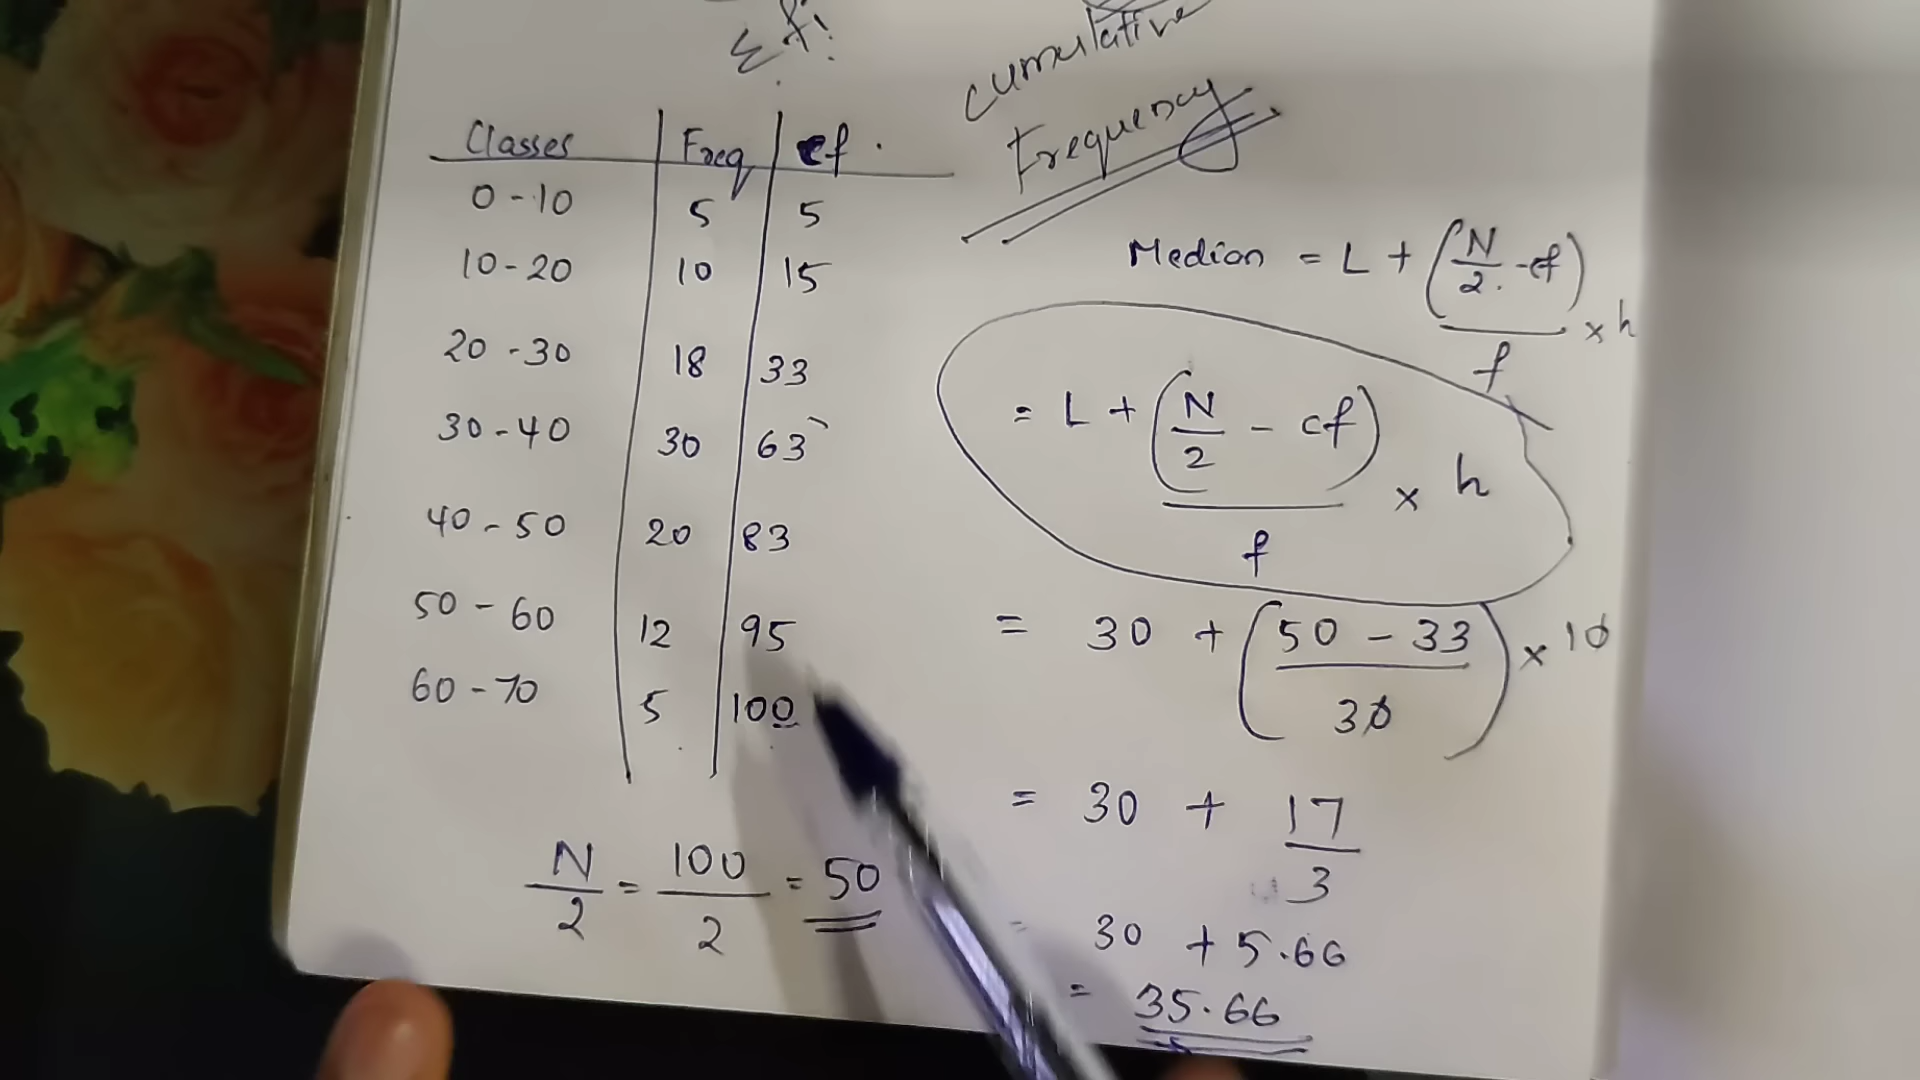 Σfi
cumulative
Frequency
Classes Freq cf
0-10 5 5
10-20 10 15
20-30 18 33
30-40 30 63
40-50 20 83
50-60 12 95
60-70 5 100
N/2 = 100/2 = 50
Median = L + (N/2 - cf)/f × h
= L + (N/2 - cf)/f × h
= 30 + (50 - 33/30) × 10
= 30 + 17/3
= 30 + 5.66
= 35.66